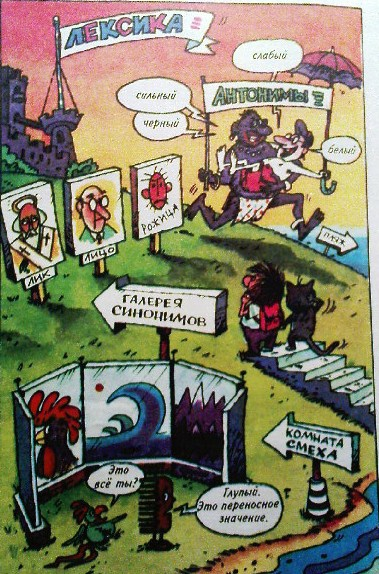 ЛЕКСИКА
слабый
сильный
АНТОНИМЫ
черный
белый
ПЛЯЖ
РОЖИЦА
ЛИЦО
ЛИК
ГАЛЕРЕЯ
СИНОНИМОВ
КОМНАТА
СМЕХА
Это
всё ты?
Глупый.
Это переносное
значение.